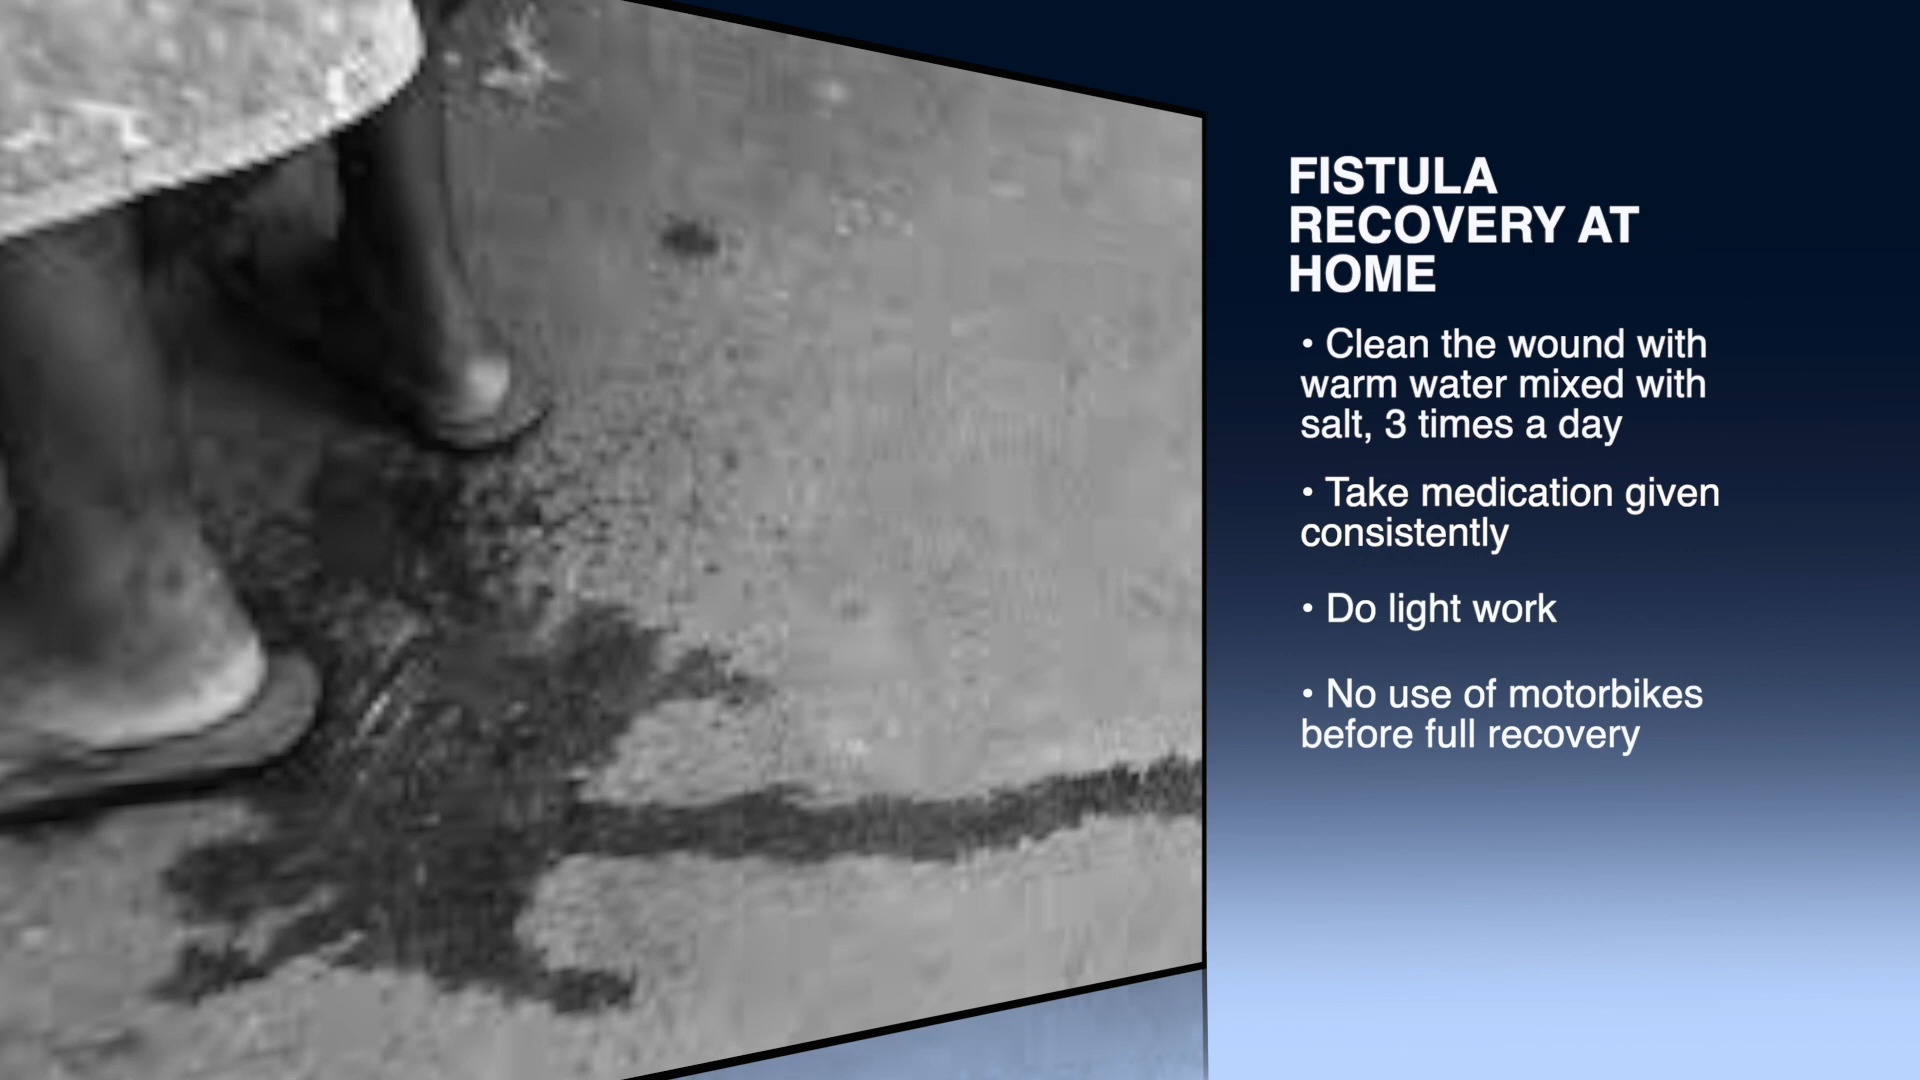 FISTULA
RECOVERY AT
HOME
• Clean the wound with
warm water mixed with
salt, 3 times a day
• Take medication given
consistently
• Do light work
• No use of motorbikes
before full recovery